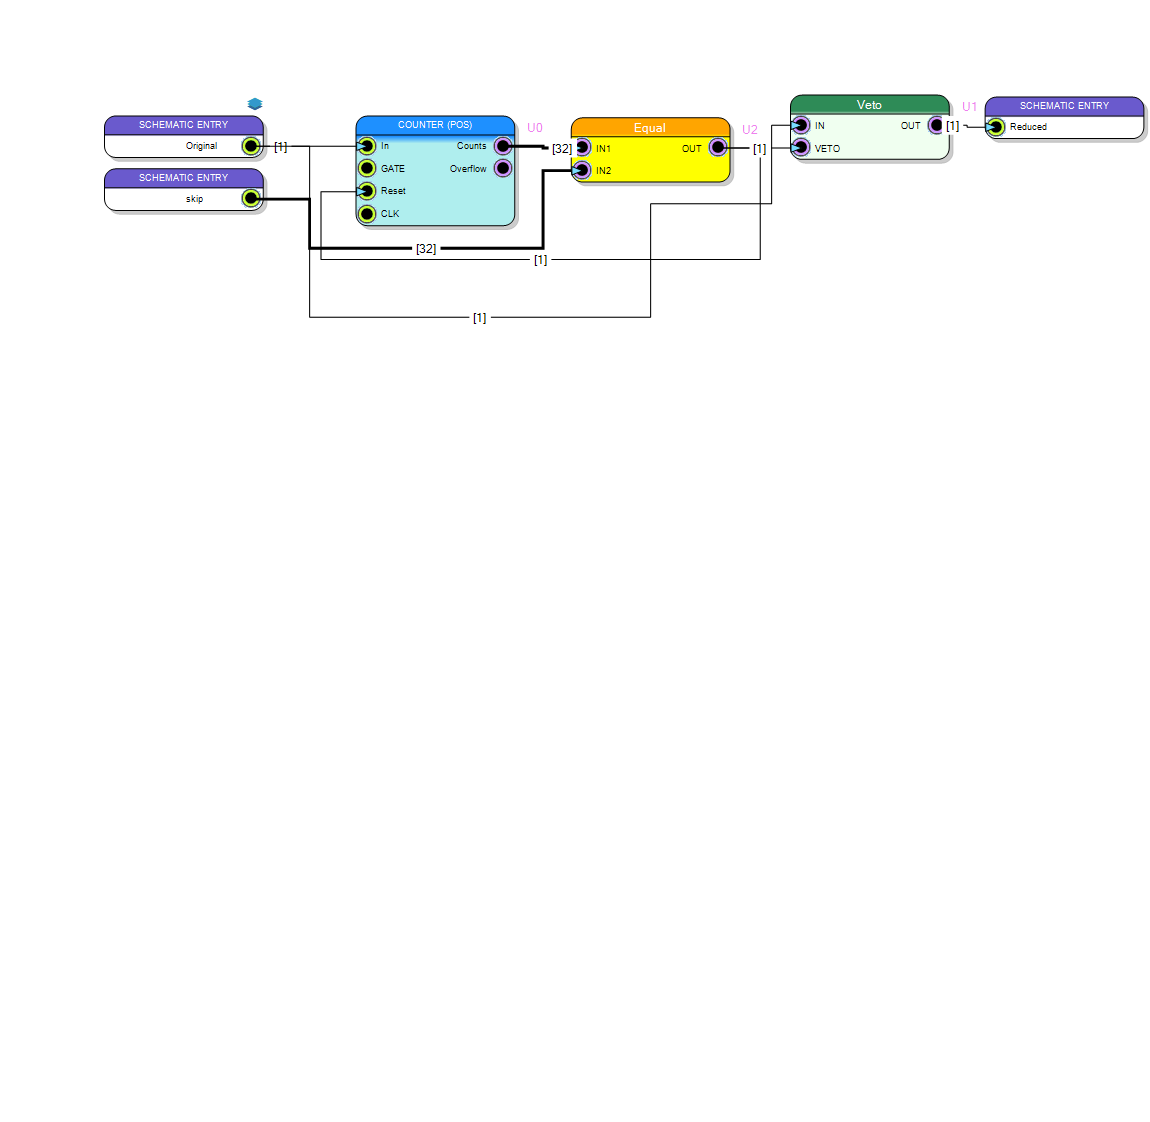 SCHEMATIC ENTRY
Original
[1]
SCHEMATIC ENTRY
skip
COUNTER (POS)
U0
In
Counts
GATE
Overflow
Reset
CLK
[32]
Equal
U2
IN1
OUT
IN2
[1]
Veto
U1
IN
OUT
VETO
[1]
SCHEMATIC ENTRY
Reduced
[32]
[1]
[1]